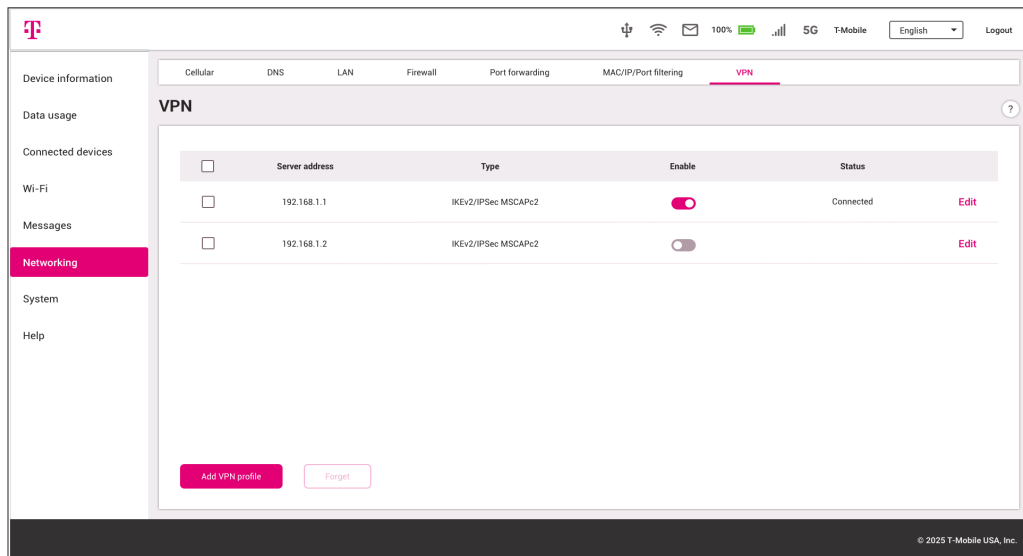 T 100% 5G T-Mobile English Logout
Device information
Data usage
Connected devices
Wi-Fi
Messages
Networking
System
Help
Cellular DNS LAN Firewall Port forwarding MAC/IP/Port filtering VPN
VPN ?
Server address Type Enable Status
192.168.1.1 IKEv2/IPSec MSCAPc2 Connected Edit
192.168.1.2 IKEv2/IPSec MSCAPc2 Edit
Add VPN profile Forget
© 2025 T-Mobile USA, Inc.